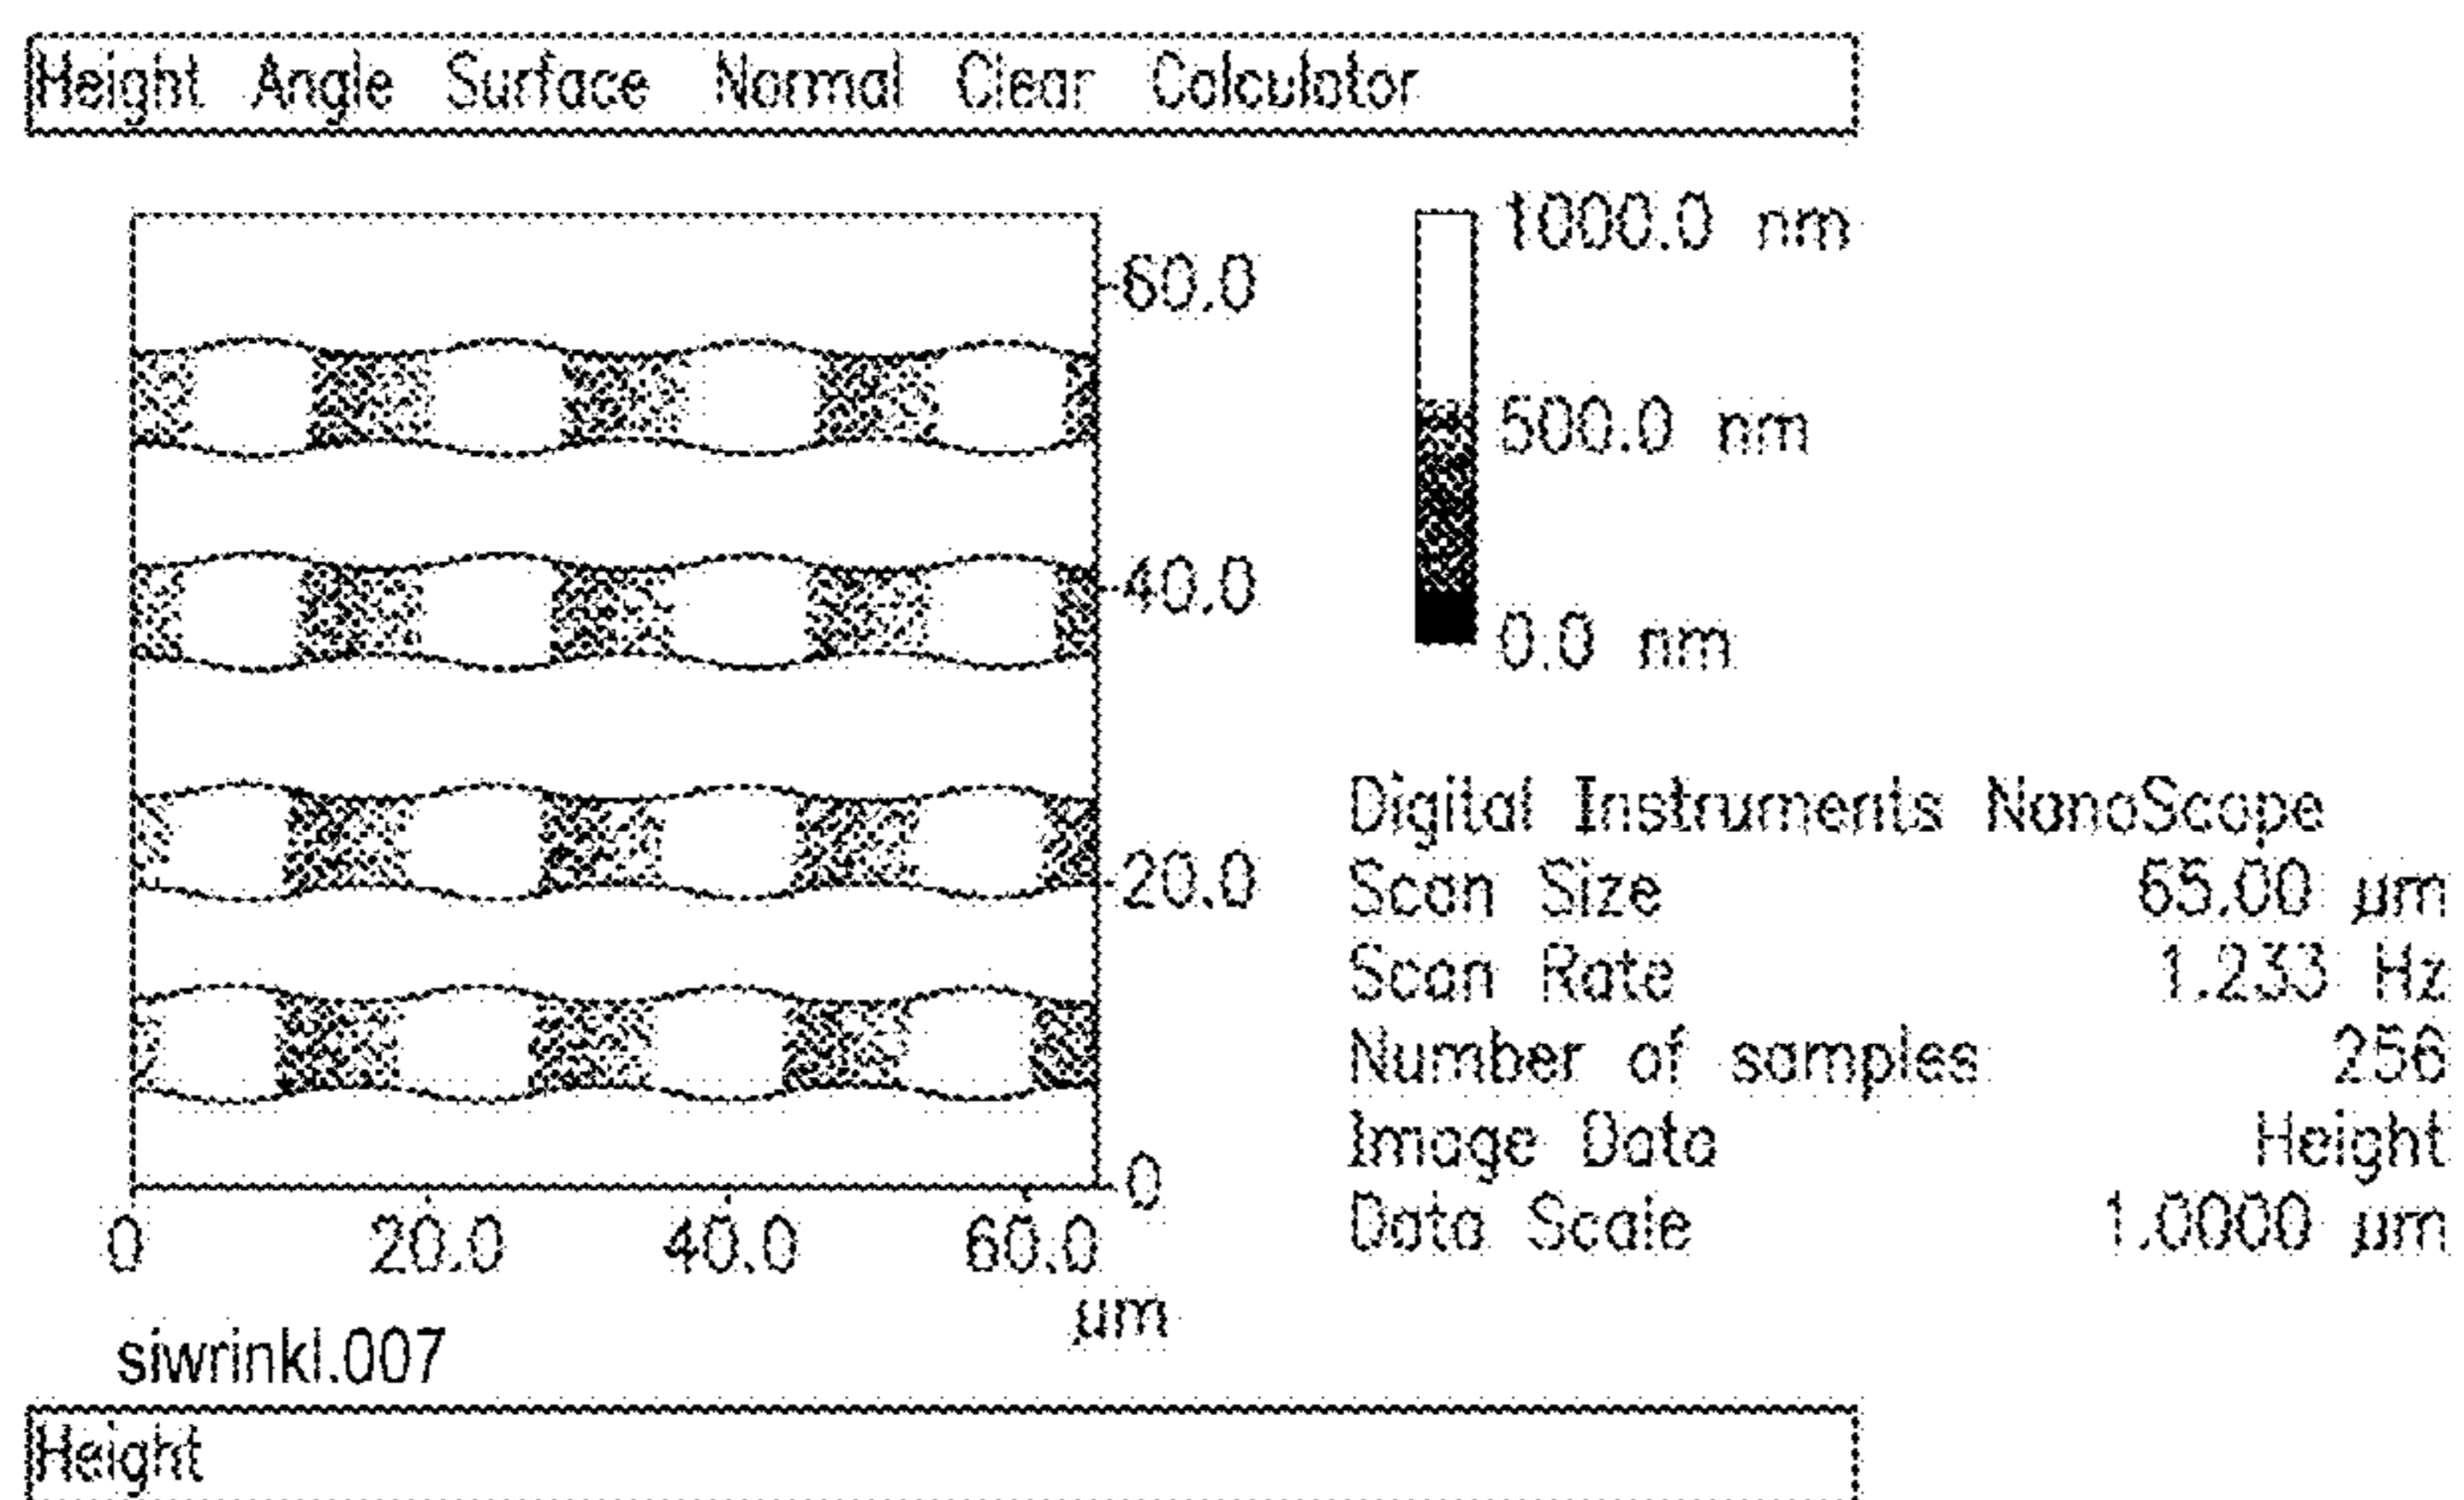 Height Angle Surface Normal Clear Calculator
1000.0 nm
60.0
500.0 nm
40.0
0.0 nm
20.0
0
0 20.0 40.0 60.0
µm
Digital Instruments NanoScope
Scan Size 65.00 µm
Scan Rate 1.233 Hz
Number of samples 256
Image Data Height
Data Scale 1.0000 µm
siwrinkl.007
Height